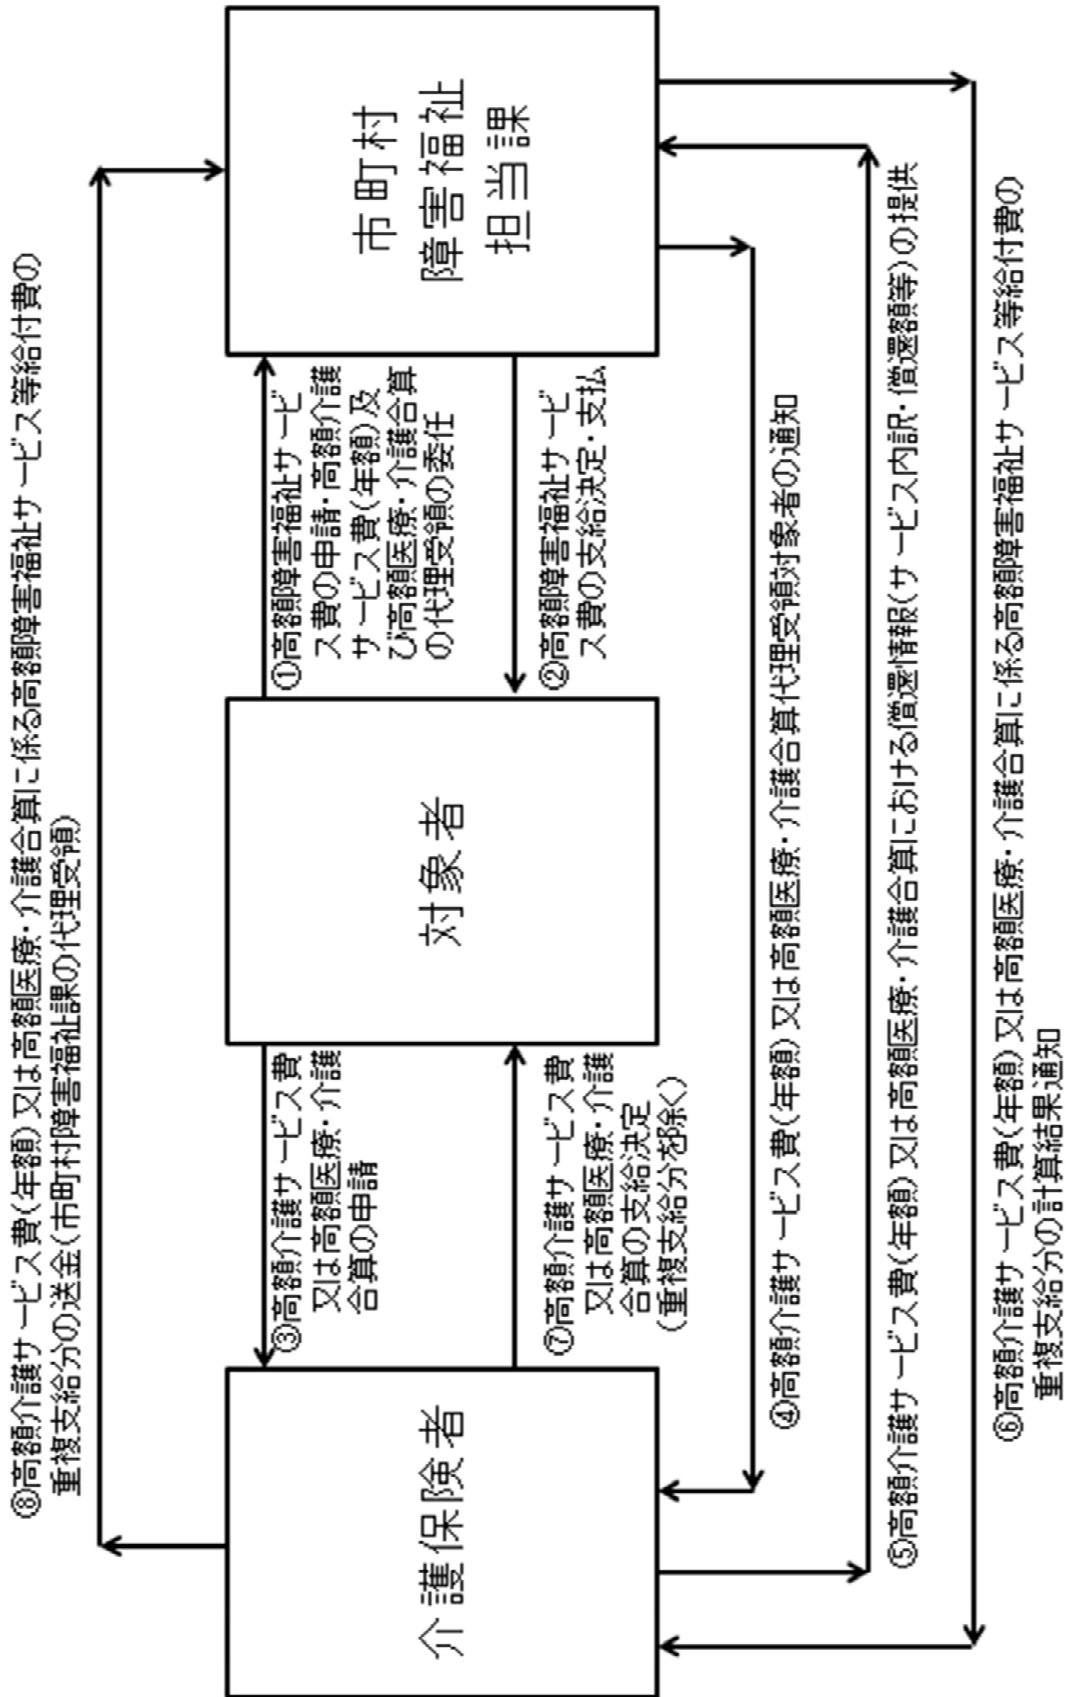 ⑧高額介護サービス費(年額)又は高額医療・介護合算に係る高額障害福祉サービス等給付費の
重複支給分の送金(市町村障害福祉課の代理受領)
介護保険者
③高額介護サービス費
又は高額医療・介護
合算の申請
⑦高額介護サービス費
又は高額医療・介護
合算の支給決定
(重複支給分を除く)
対象者
①高額障害福祉サービ
ス費の申請・高額介護
サービス費(年額)及
び高額医療・介護合算
の代理受領の委任
②高額障害福祉サービ
ス費の支給決定・支払
市町村
障害福祉
担当課
④高額介護サービス費(年額)又は高額医療・介護合算代理受領対象者の通知
⑤高額介護サービス費(年額)又は高額医療・介護合算における償還情報(サービス内訳・償還額等)の提供
⑥高額介護サービス費(年額)又は高額医療・介護合算に係る高額障害福祉サービス等給付費の
重複支給分の計算結果通知